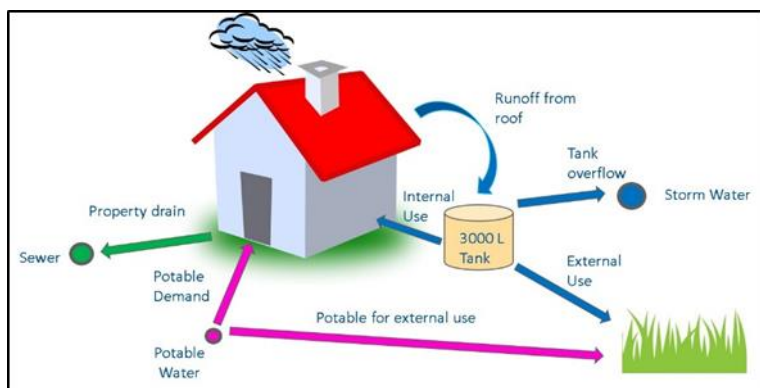 Runoff from
roof
Tank
overflow
Storm Water
Internal
Use
3000 L
Tank
Property drain
Sewer
External
Use
Potable
Demand
Potable for external use
Potable
Water